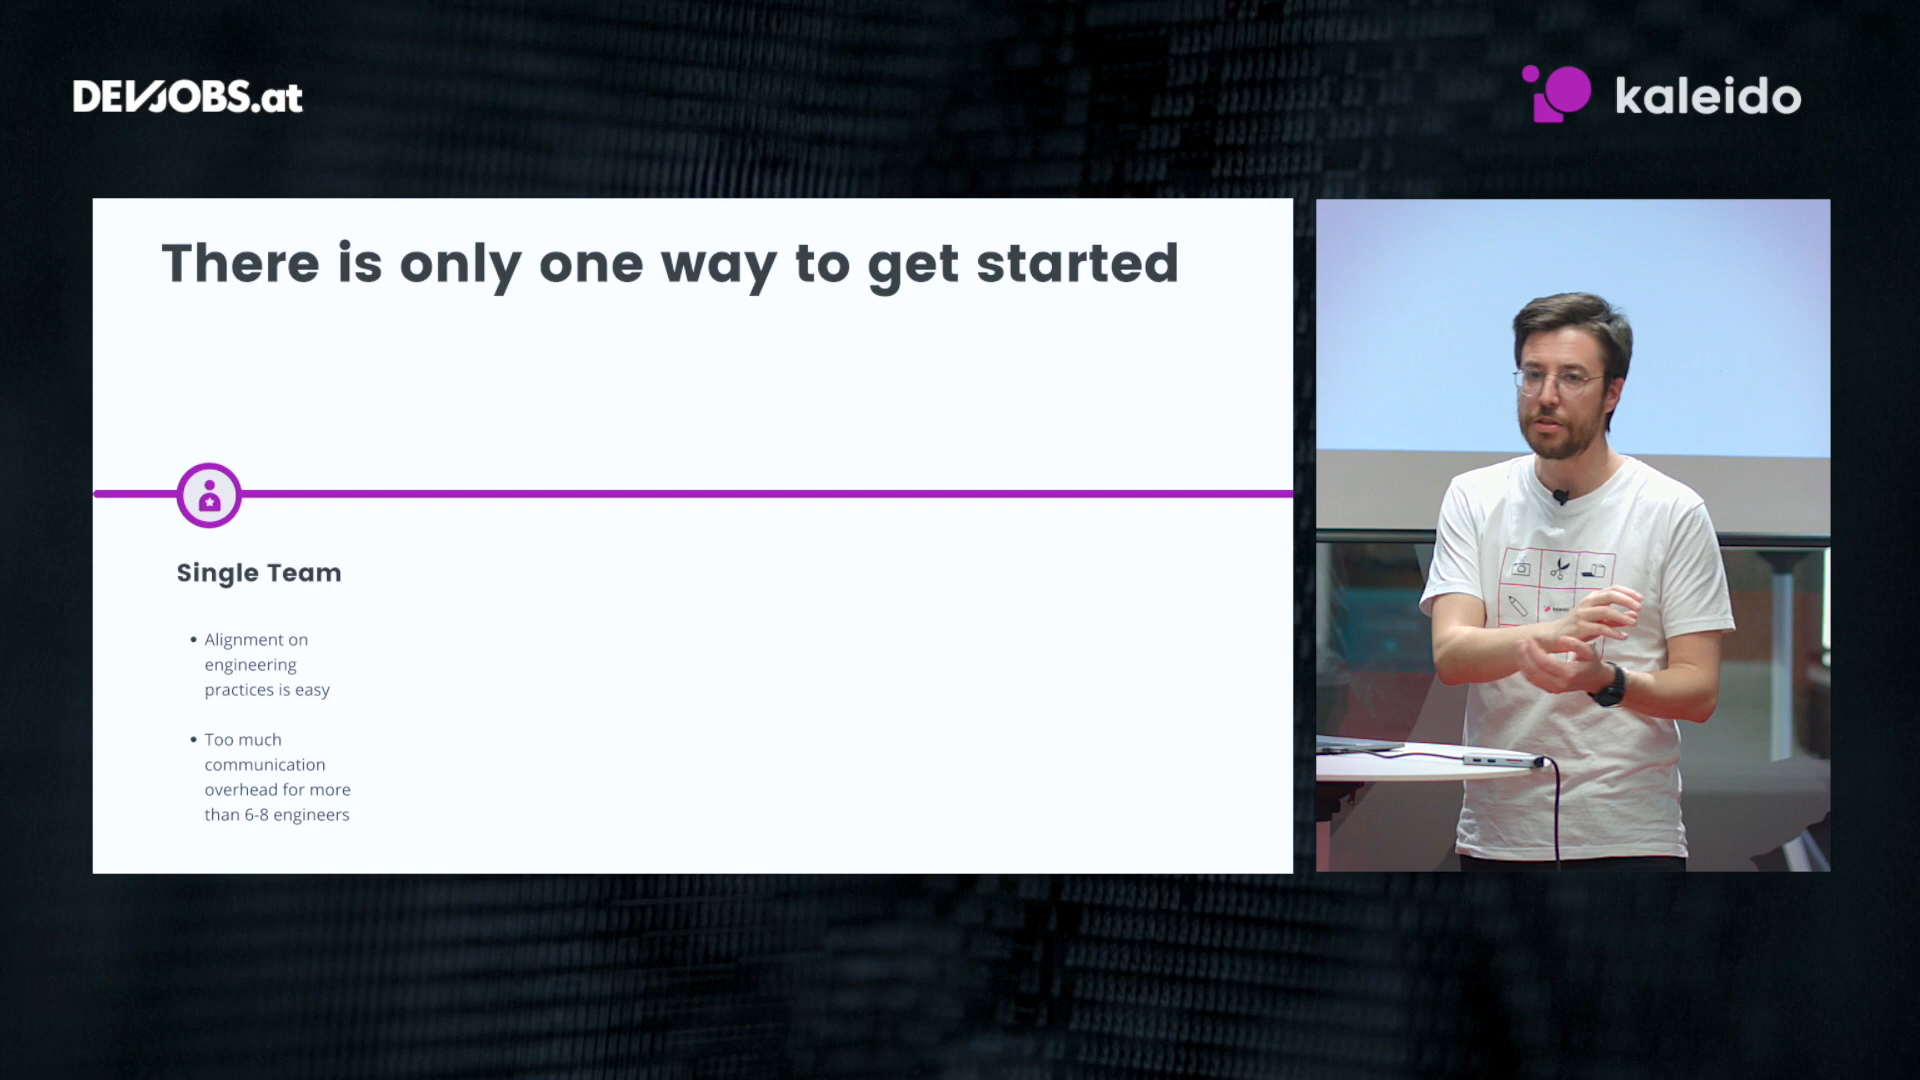 DEVJOBS.at
kaleido
There is only one way to get started
Single Team
• Alignment on
engineering
practices is easy
• Too much
communication
overhead for more
than 6-8 engineers